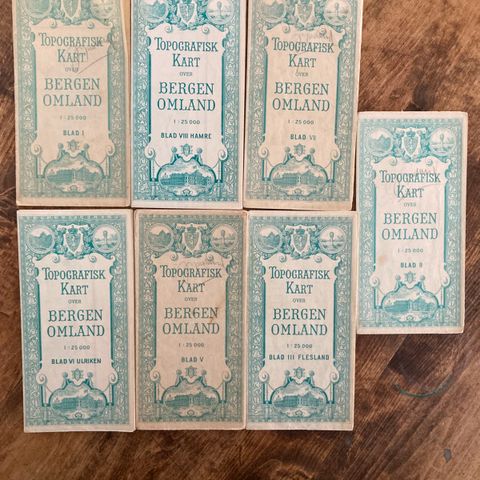 TOPOGRAFISK
KART
OVER
BERGEN
OMLAND
1:25 000
BLAD I
TOPOGRAFISK
KART
OVER
BERGEN
OMLAND
1:25 000
BLAD VIII HAMRE
TOPOGRAFISK
KART
OVER
BERGEN
OMLAND
1:25 000
BLAD VII
TOPOGRAFISK
KART
OVER
BERGEN
OMLAND
1:25 000
BLAD II
TOPOGRAFISK
KART
OVER
BERGEN
OMLAND
1:25 000
BLAD VI ULRIKEN
TOPOGRAFISK
KART
OVER
BERGEN
OMLAND
1:25 000
BLAD V
TOPOGRAFISK
KART
OVER
BERGEN
OMLAND
1:25 000
BLAD III FLESLAND